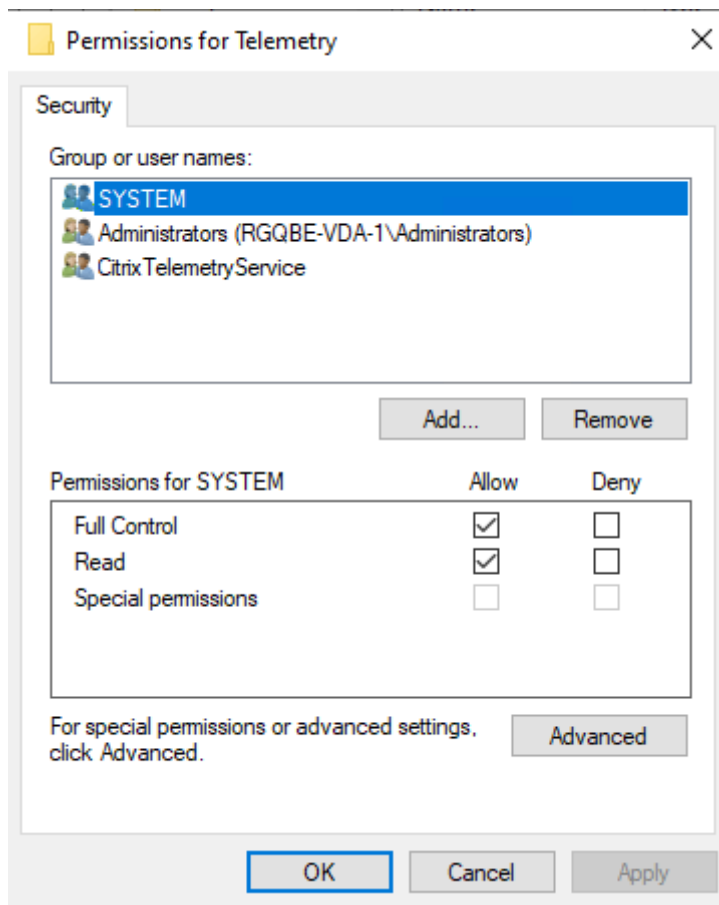 Permissions for Telemetry
Security
Group or user names:
SYSTEM
Administrators (RGQBE-VDA-1\Administrators)
CitrixTelemetryService
Add... Remove
Permissions for SYSTEM Allow Deny
Full Control
Read
Special permissions
For special permissions or advanced settings,
click Advanced.
Advanced
OK Cancel Apply